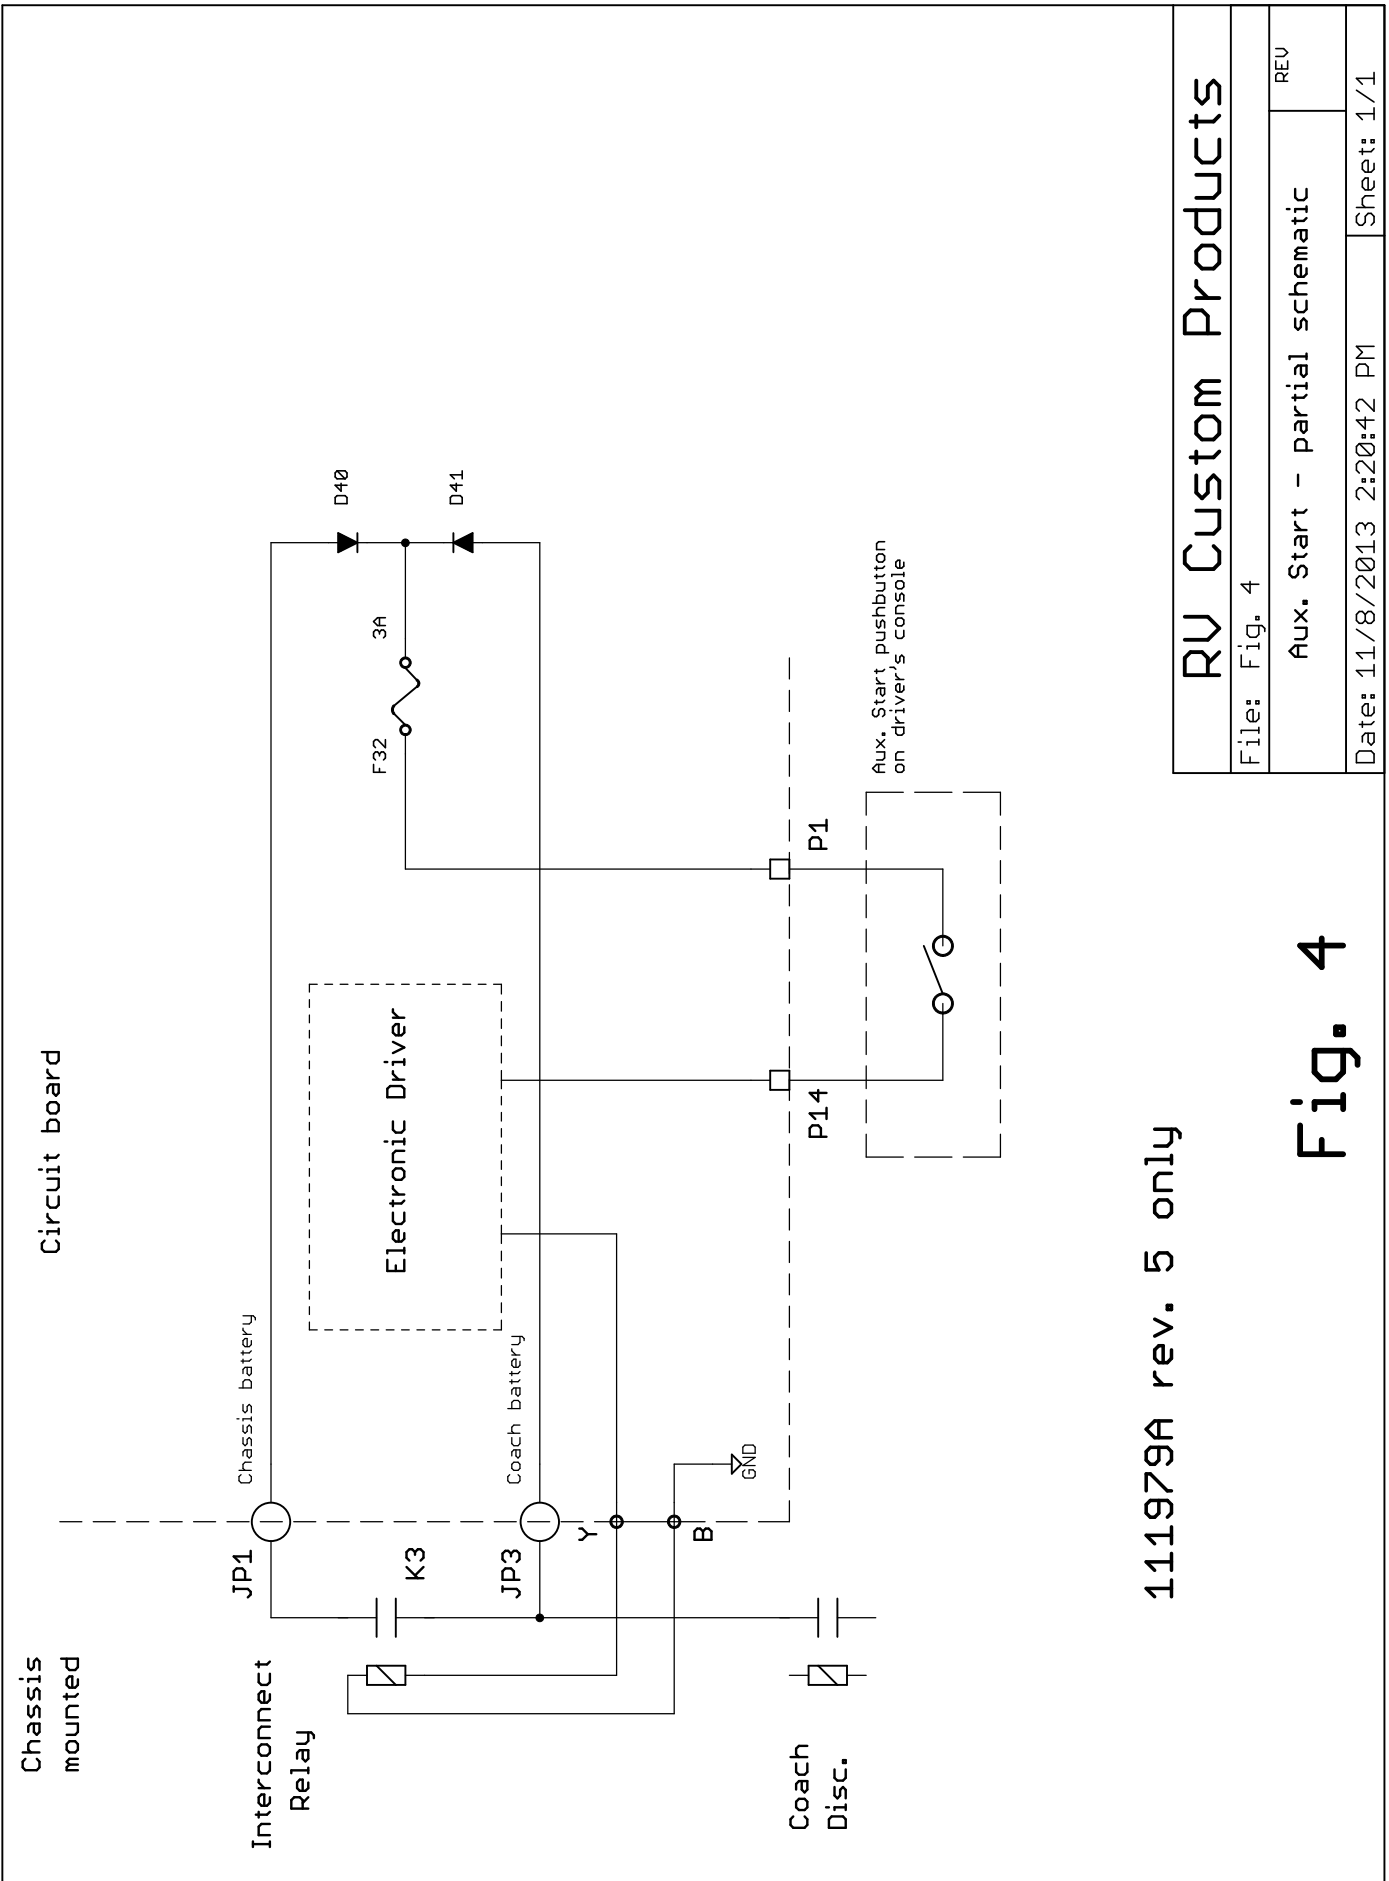 Chassis
mounted
Circuit board
Interconnect
Relay
JP1
Chassis battery
K3
JP3
Coach battery
Y
B
GND
Coach
Disc.
Electronic Driver
D40
D41
F32
3A
P14
P1
Aux. Start pushbutton
on driver's console
111979A rev. 5 only
Fig. 4
RV Custom Products
File: Fig. 4
Aux. Start - partial schematic
REV
Date: 11/8/2013 2:20:42 PM
Sheet: 1/1